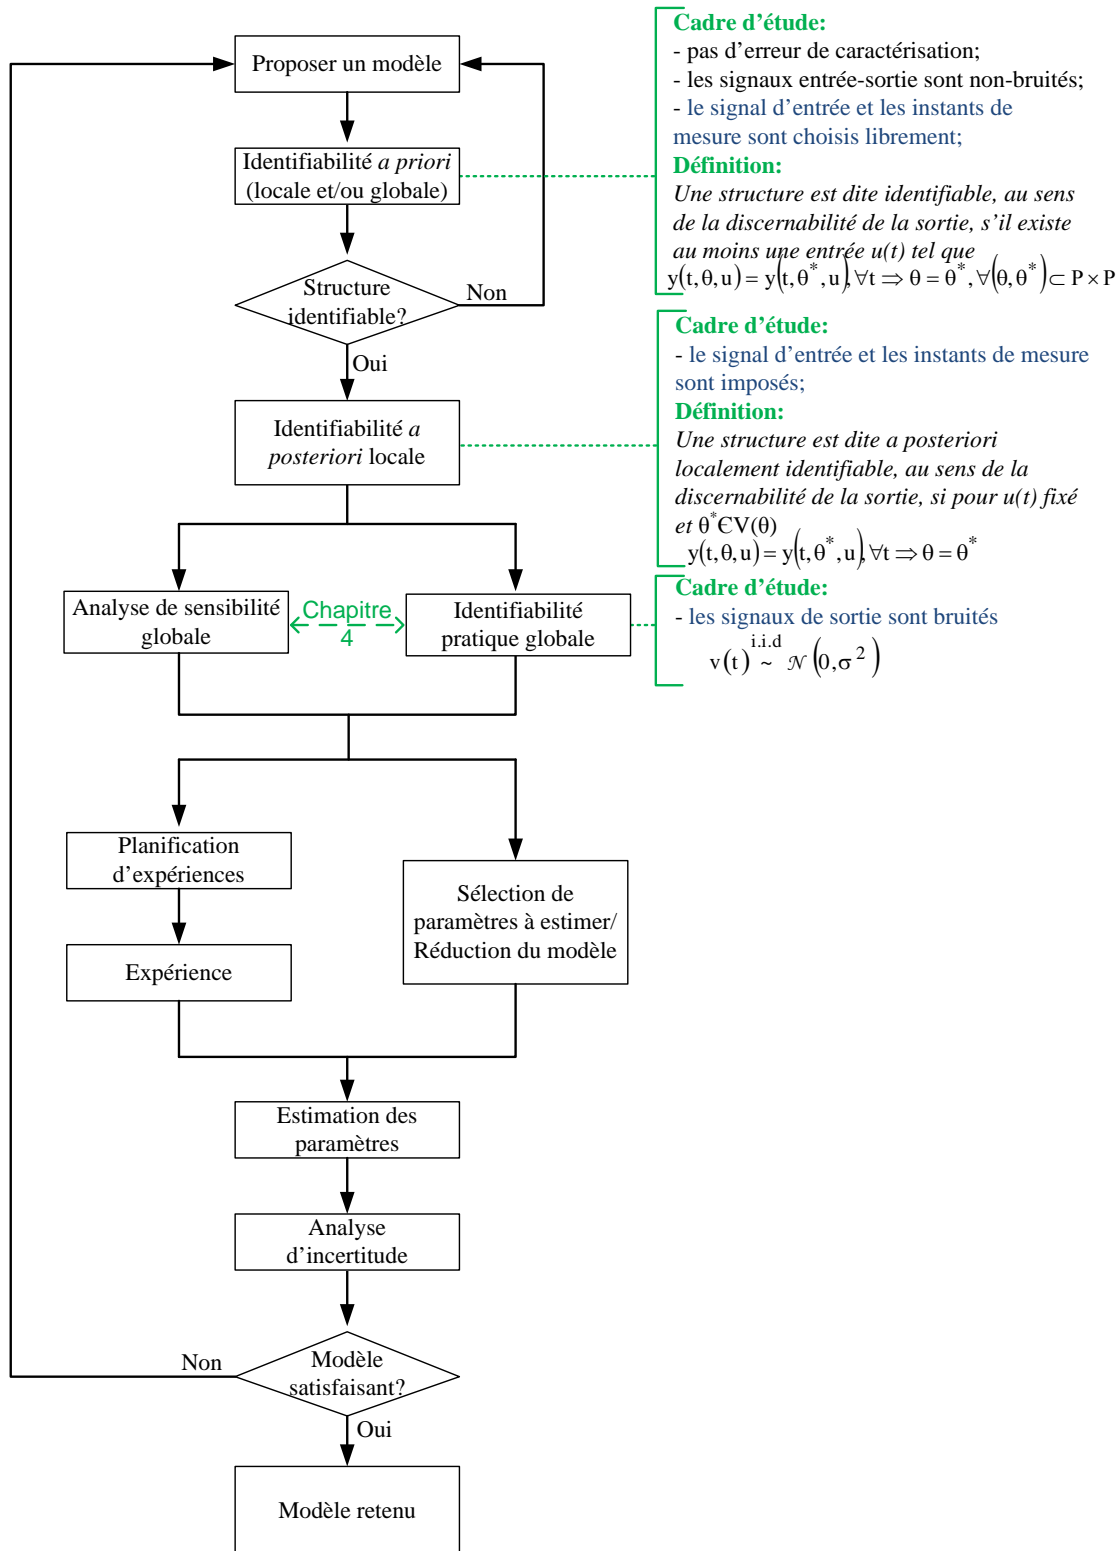 Proposer un modèle
Identifiabilité a priori
(locale et/ou globale)
Structure
identifiable?
Non
Oui
Identifiabilité a
posteriori locale
Analyse de sensibilité
globale
Chapitre
4
Identifiabilité
pratique globale
Planification
d'expériences
Expérience
Sélection de
paramètres à estimer/
Réduction du modèle
Estimation des
paramètres
Analyse
d'incertitude
Modèle
satisfaisant?
Non
Oui
Modèle retenu
Cadre d'étude:
- pas d'erreur de caractérisation;
- les signaux entrée-sortie sont non-bruités;
- le signal d'entrée et les instants de
mesure sont choisis librement;
Définition:
Une structure est dite identifiable, au sens
de la discernabilité de la sortie, s'il existe
au moins une entrée u(t) tel que
y(t,θ,u)= y(t,θ*,u),∀t ⇒ θ = θ*,∀(θ,θ*)⊂ P × P
Cadre d'étude:
- le signal d'entrée et les instants de mesure
sont imposés;
Définition:
Une structure est dite a posteriori
localement identifiable, au sens de la
discernabilité de la sortie, si pour u(t) fixé
et θ*ЄV(θ)
y(t,θ,u)= y(t,θ*,u),∀t ⇒ θ = θ*
Cadre d'étude:
- les signaux de sortie sont bruités
i.i.d
v(t) ~ 𝒩(0,σ²)